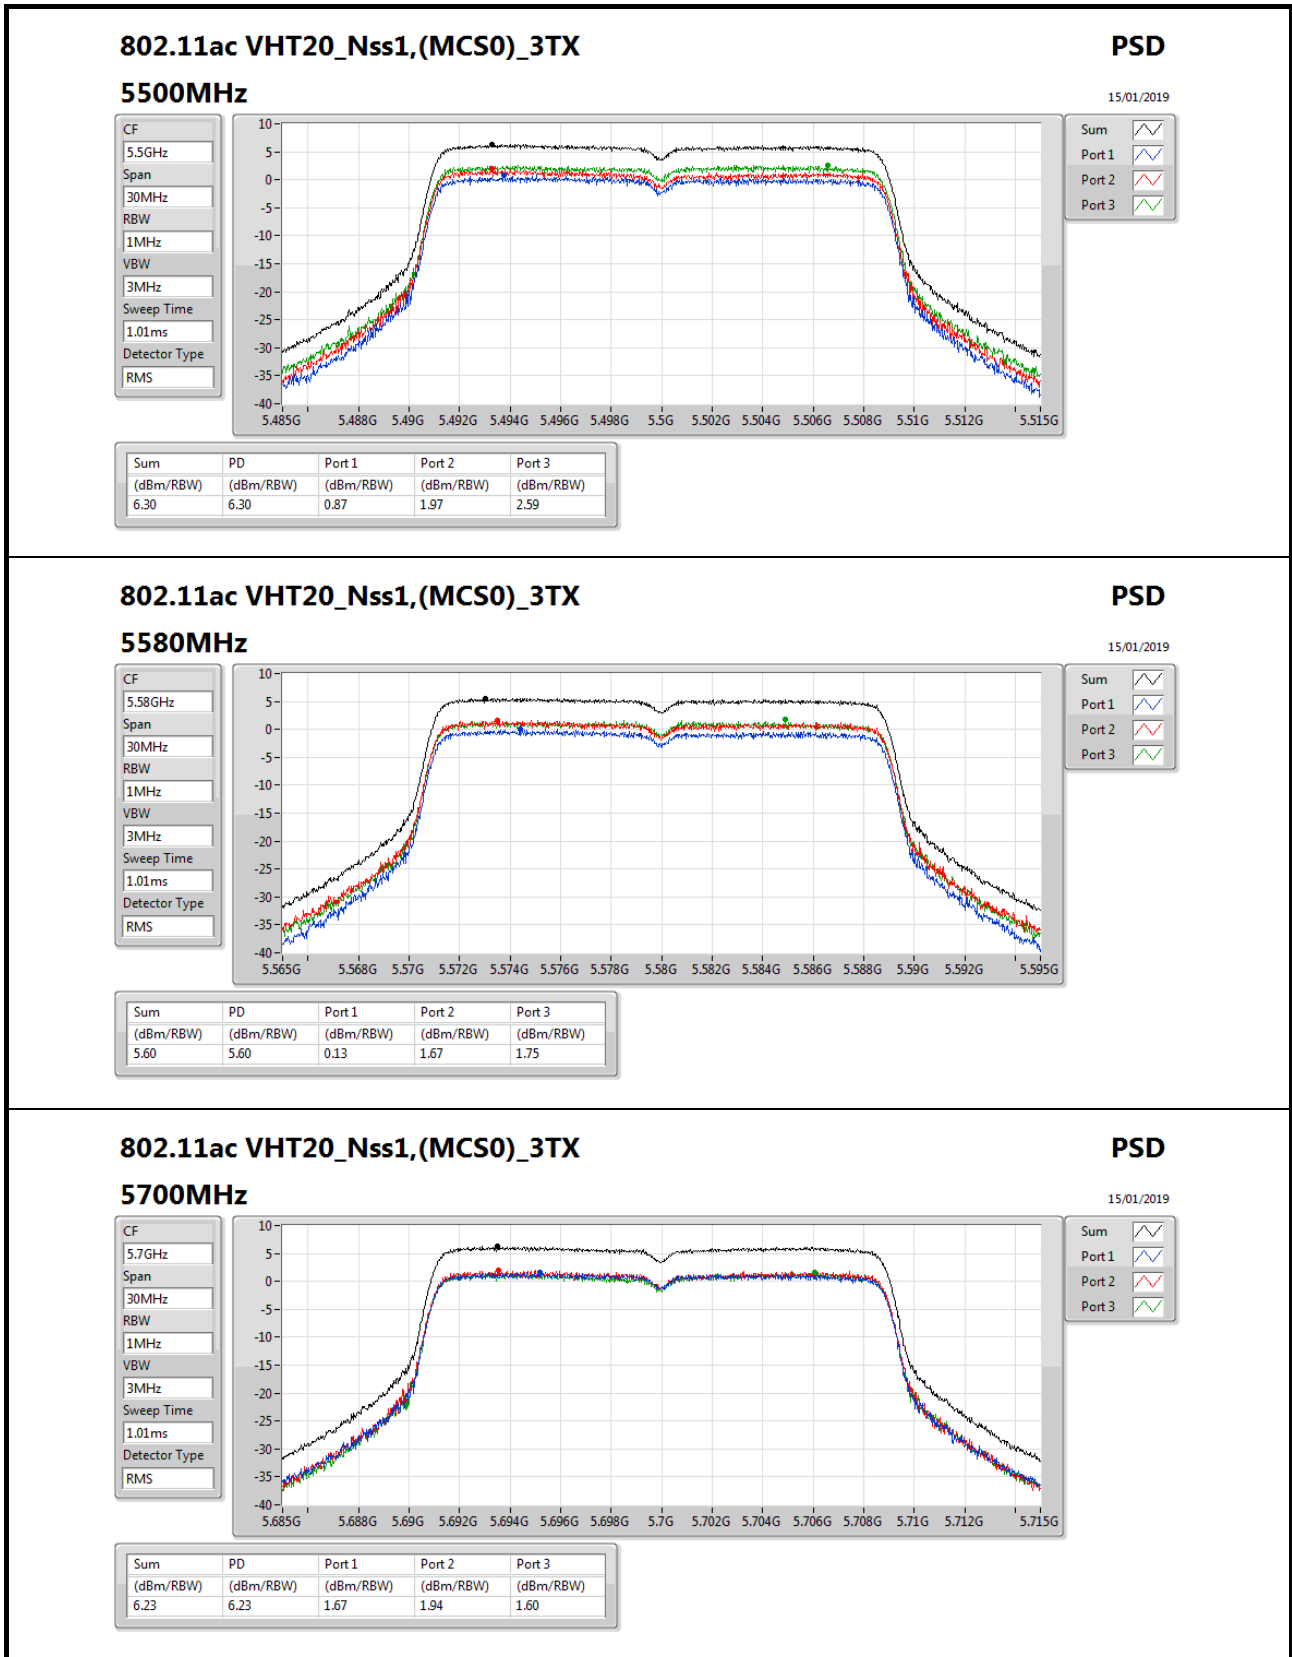 802.11ac VHT20_Nss1,(MCS0)_3TX PSD
5500MHz 15/01/2019
CF
5.5GHz
Span
30MHz
RBW
1MHz
VBW
3MHz
Sweep Time
1.01ms
Detector Type
RMS
10
5
0
-5
-10
-15
-20
-25
-30
-35
-40
5.485G 5.488G 5.49G 5.492G 5.494G 5.496G 5.498G 5.5G 5.502G 5.504G 5.506G 5.508G 5.51G 5.512G 5.515G
Sum
Port 1
Port 2
Port 3
Sum PD Port 1 Port 2 Port 3
(dBm/RBW) (dBm/RBW) (dBm/RBW) (dBm/RBW) (dBm/RBW)
6.30 6.30 0.87 1.97 2.59
802.11ac VHT20_Nss1,(MCS0)_3TX PSD
5580MHz 15/01/2019
CF
5.58GHz
Span
30MHz
RBW
1MHz
VBW
3MHz
Sweep Time
1.01ms
Detector Type
RMS
10
5
0
-5
-10
-15
-20
-25
-30
-35
-40
5.565G 5.568G 5.57G 5.572G 5.574G 5.576G 5.578G 5.58G 5.582G 5.584G 5.586G 5.588G 5.59G 5.592G 5.595G
Sum
Port 1
Port 2
Port 3
Sum PD Port 1 Port 2 Port 3
(dBm/RBW) (dBm/RBW) (dBm/RBW) (dBm/RBW) (dBm/RBW)
5.60 5.60 0.13 1.67 1.75
802.11ac VHT20_Nss1,(MCS0)_3TX PSD
5700MHz 15/01/2019
CF
5.7GHz
Span
30MHz
RBW
1MHz
VBW
3MHz
Sweep Time
1.01ms
Detector Type
RMS
10
5
0
-5
-10
-15
-20
-25
-30
-35
-40
5.685G 5.688G 5.69G 5.692G 5.694G 5.696G 5.698G 5.7G 5.702G 5.704G 5.706G 5.708G 5.71G 5.712G 5.715G
Sum
Port 1
Port 2
Port 3
Sum PD Port 1 Port 2 Port 3
(dBm/RBW) (dBm/RBW) (dBm/RBW) (dBm/RBW) (dBm/RBW)
6.23 6.23 1.67 1.94 1.60